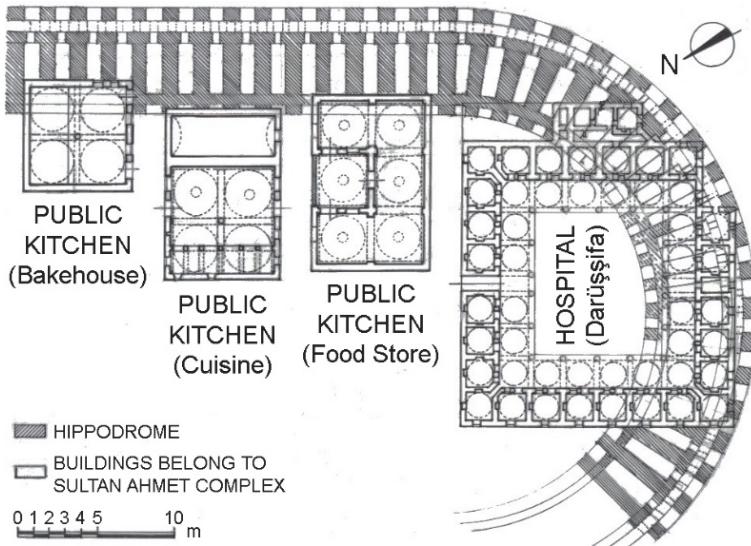 N
PUBLIC
KITCHEN
(Bakehouse)
PUBLIC
KITCHEN
(Cuisine)
PUBLIC
KITCHEN
(Food Store)
HOSPITAL
(Darüşşifa)
HIPPODROME
BUILDINGS BELONG TO
SULTAN AHMET COMPLEX
0 1 2 3 4 5 10
m